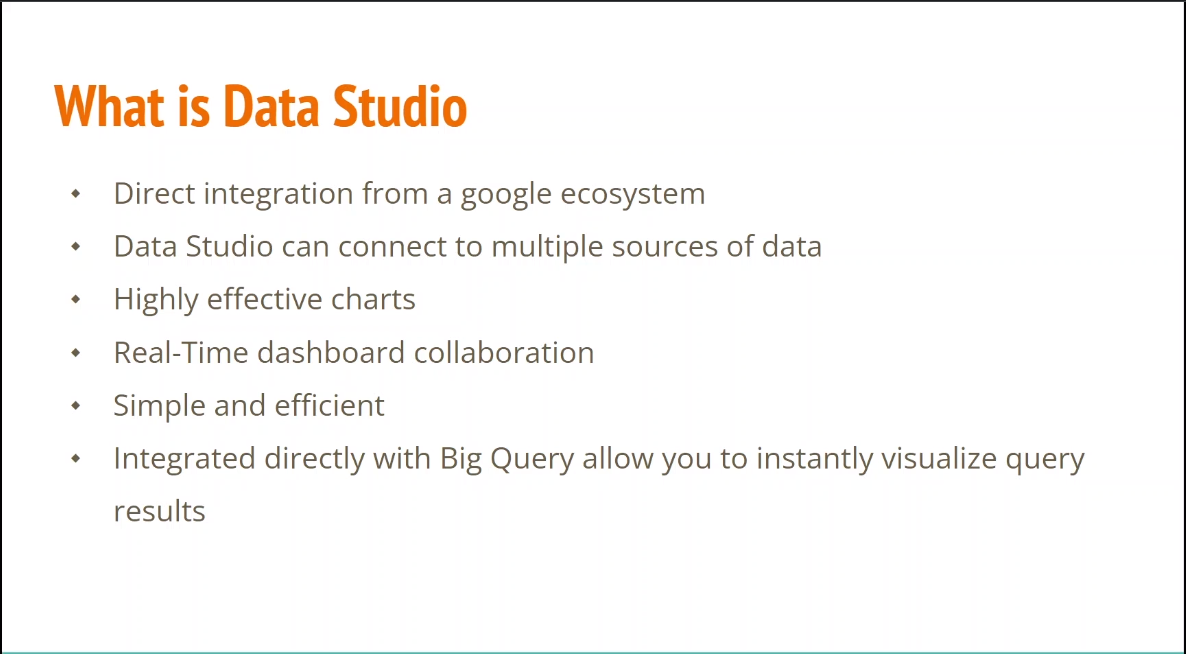 What is Data Studio
Direct integration from a google ecosystem
Data Studio can connect to multiple sources of data
Highly effective charts
Real-Time dashboard collaboration
Simple and efficient
Integrated directly with Big Query allow you to instantly visualize query
results